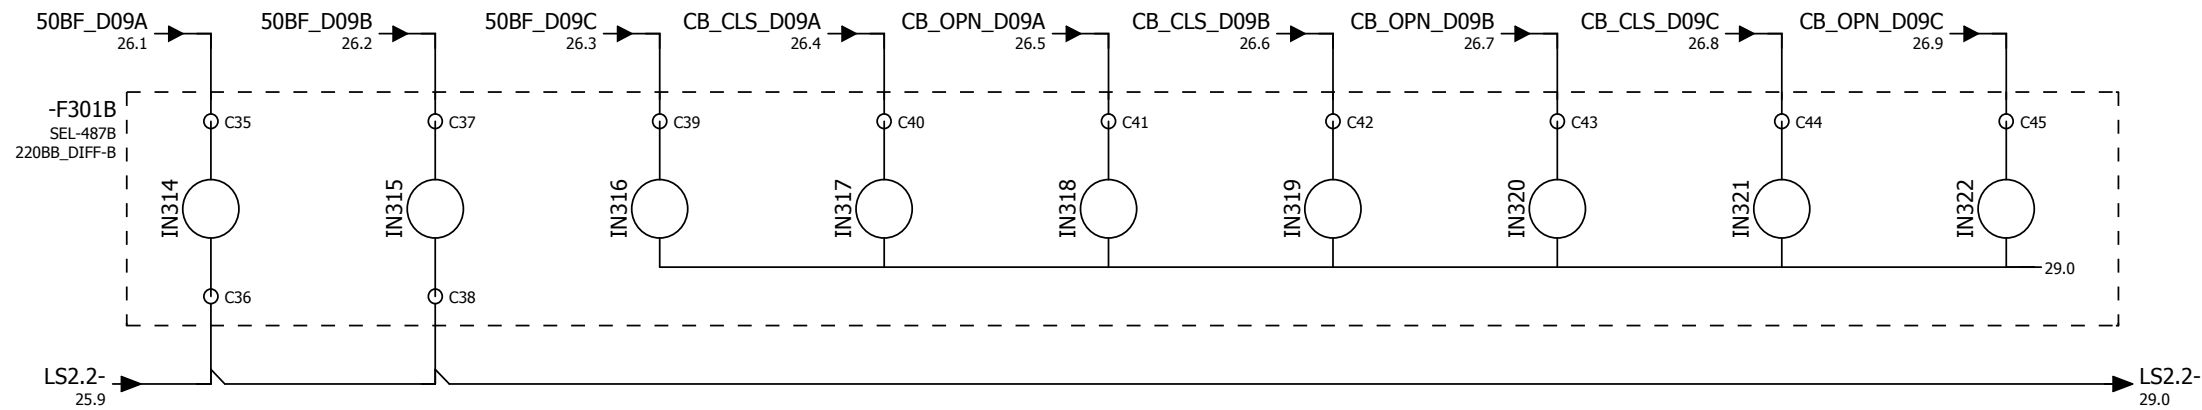 50BF_D09A 50BF_D09B 50BF_D09C CB_CLS_D09A CB_OPN_D09A CB_CLS_D09B CB_OPN_D09B CB_CLS_D09C CB_OPN_D09C
26.1 26.2 26.3 26.4 26.5 26.6 26.7 26.8 26.9
-F301B
SEL-487B
220BB_DIFF-B
C35 C37 C39 C40 C41 C42 C43 C44 C45
IN314 IN315 IN316 IN317 IN318 IN319 IN320 IN321 IN322
29.0
C36 C38
LS2.2- LS2.2-
25.9 29.0